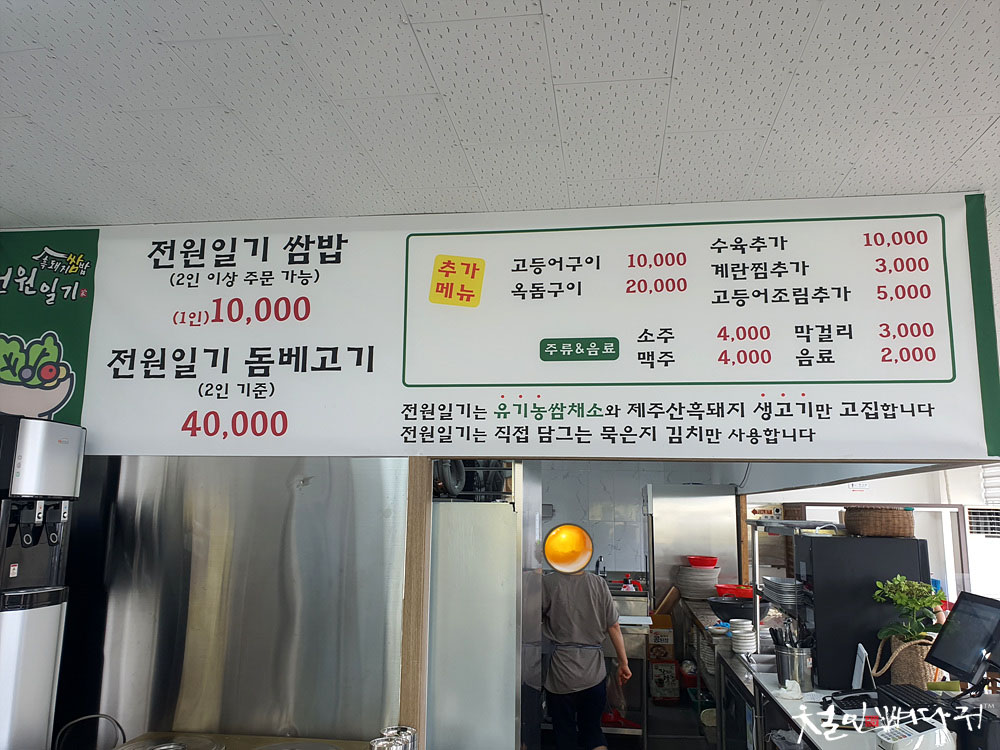 흑돼지쌈밥
전원일기
전원일기 쌈밥
(2인 이상 주문 가능)
(1인)10,000
전원일기 돔베고기
(2인 기준)
40,000
추가
메뉴
고등어구이 10,000
옥돔구이 20,000
수육추가 10,000
계란찜추가 3,000
고등어조림추가 5,000
주류&음료
소주 4,000 막걸리 3,000
맥주 4,000 음료 2,000
전원일기는 유기농쌈채소와 제주산흑돼지 생고기만 고집합니다
전원일기는 직접 담그는 묵은지 김치만 사용합니다